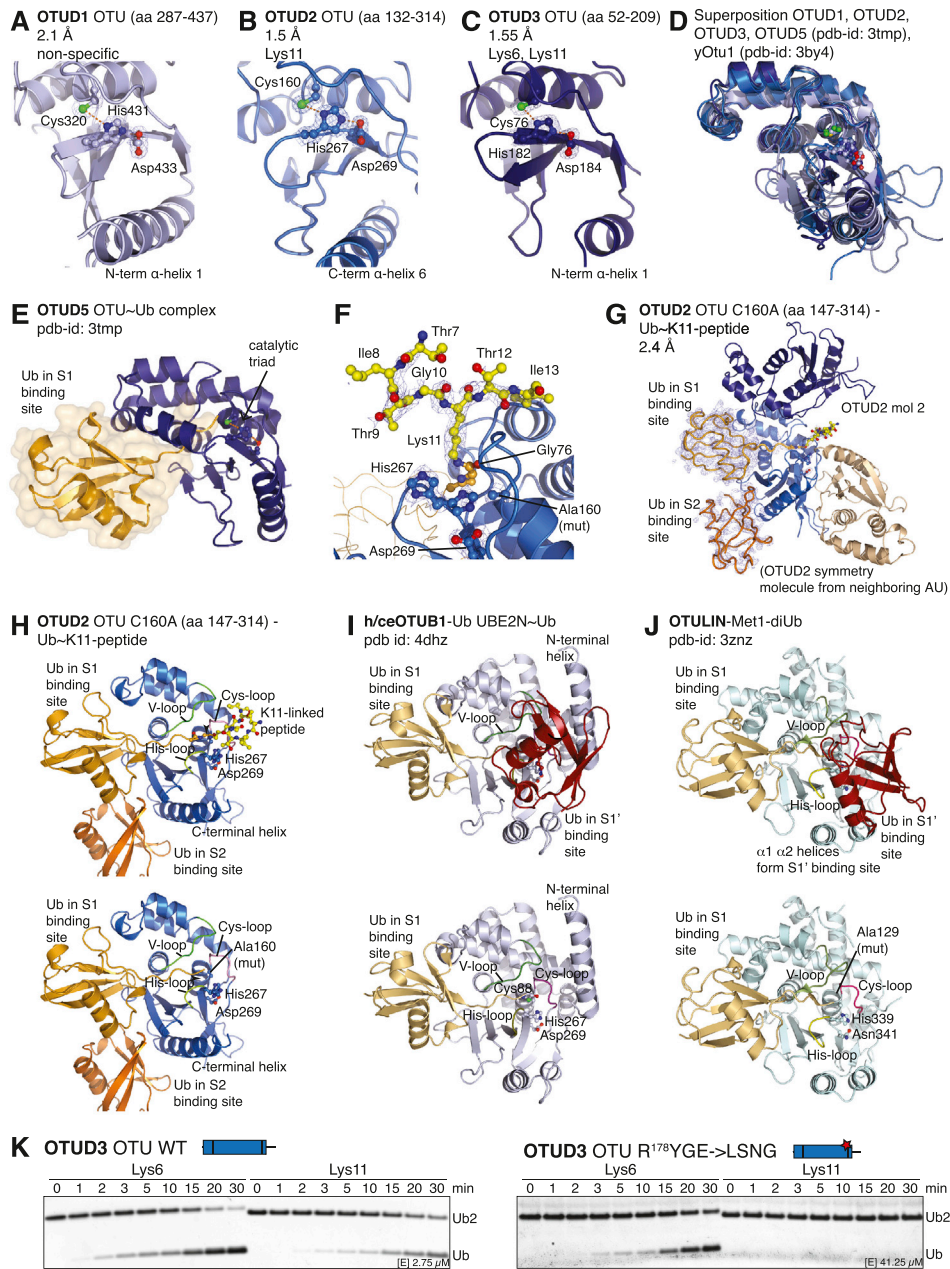 A OTUD1 OTU (aa 287-437)
2.1 Å
non-specific
Cys320
His431
Asp433
N-term α-helix 1
B OTUD2 OTU (aa 132-314)
1.5 Å
Lys11
Cys160
His267
Asp269
C-term α-helix 6
C OTUD3 OTU (aa 52-209)
1.55 Å
Lys6, Lys11
Cys76
His182
Asp184
N-term α-helix 1
D Superposition OTUD1, OTUD2,
OTUD3, OTUD5 (pdb-id: 3tmp),
yOtu1 (pdb-id: 3by4)
E OTUD5 OTU~Ub complex
pdb-id: 3tmp
catalytic
triad
Ub in S1
binding
site
F
Thr7
Ile8
Gly10
Thr12
Ile13
Thr9
Lys11
Gly76
His267
Ala160
(mut)
Asp269
G OTUD2 OTU C160A (aa 147-314) -
Ub~K11-peptide
2.4 Å
Ub in S1
binding
site
OTUD2 mol 2
Ub in S2
binding
site
(OTUD2 symmetry
molecule from neighboring AU)
H OTUD2 OTU C160A (aa 147-314) -
Ub~K11-peptide
Ub in S1
binding site
Cys-loop
V-loop
K11-linked
peptide
His-loop
His267
Asp269
C-terminal helix
Ub in S2
binding site
Ub in S1
binding site
Cys-loop
V-loop
Ala160
(mut)
His-loop
His267
Asp269
C-terminal helix
Ub in S2
binding site
I h/ceOTUB1-Ub UBE2N~Ub
pdb id: 4dhz
N-terminal
helix
Ub in S1
binding
site
V-loop
Ub in S1'
binding
site
N-terminal
helix
Ub in S1
binding
site
V-loop
Cys-loop
Cys88
His-loop
His267
Asp269
J OTULIN-Met1-diUb
pdb-id: 3znz
Ub in S1
binding site
V-loop
His-loop
Ub in S1'
binding
site
α1 α2 helices
form S1' binding site
Ub in S1
binding site
Ala129
(mut)
V-loop
Cys-loop
His339
Asn341
His-loop
K OTUD3 OTU WT
Lys6 Lys11
0 1 2 3 5 10 15 20 30 0 1 2 3 5 10 15 20 30 min
Ub2
Ub
[E] 2.75 µM
OTUD3 OTU R178YGE->LSNG
Lys6 Lys11
0 1 2 3 5 10 15 20 30 0 1 2 3 5 10 15 20 30 min
Ub2
Ub
[E] 41.25 µM